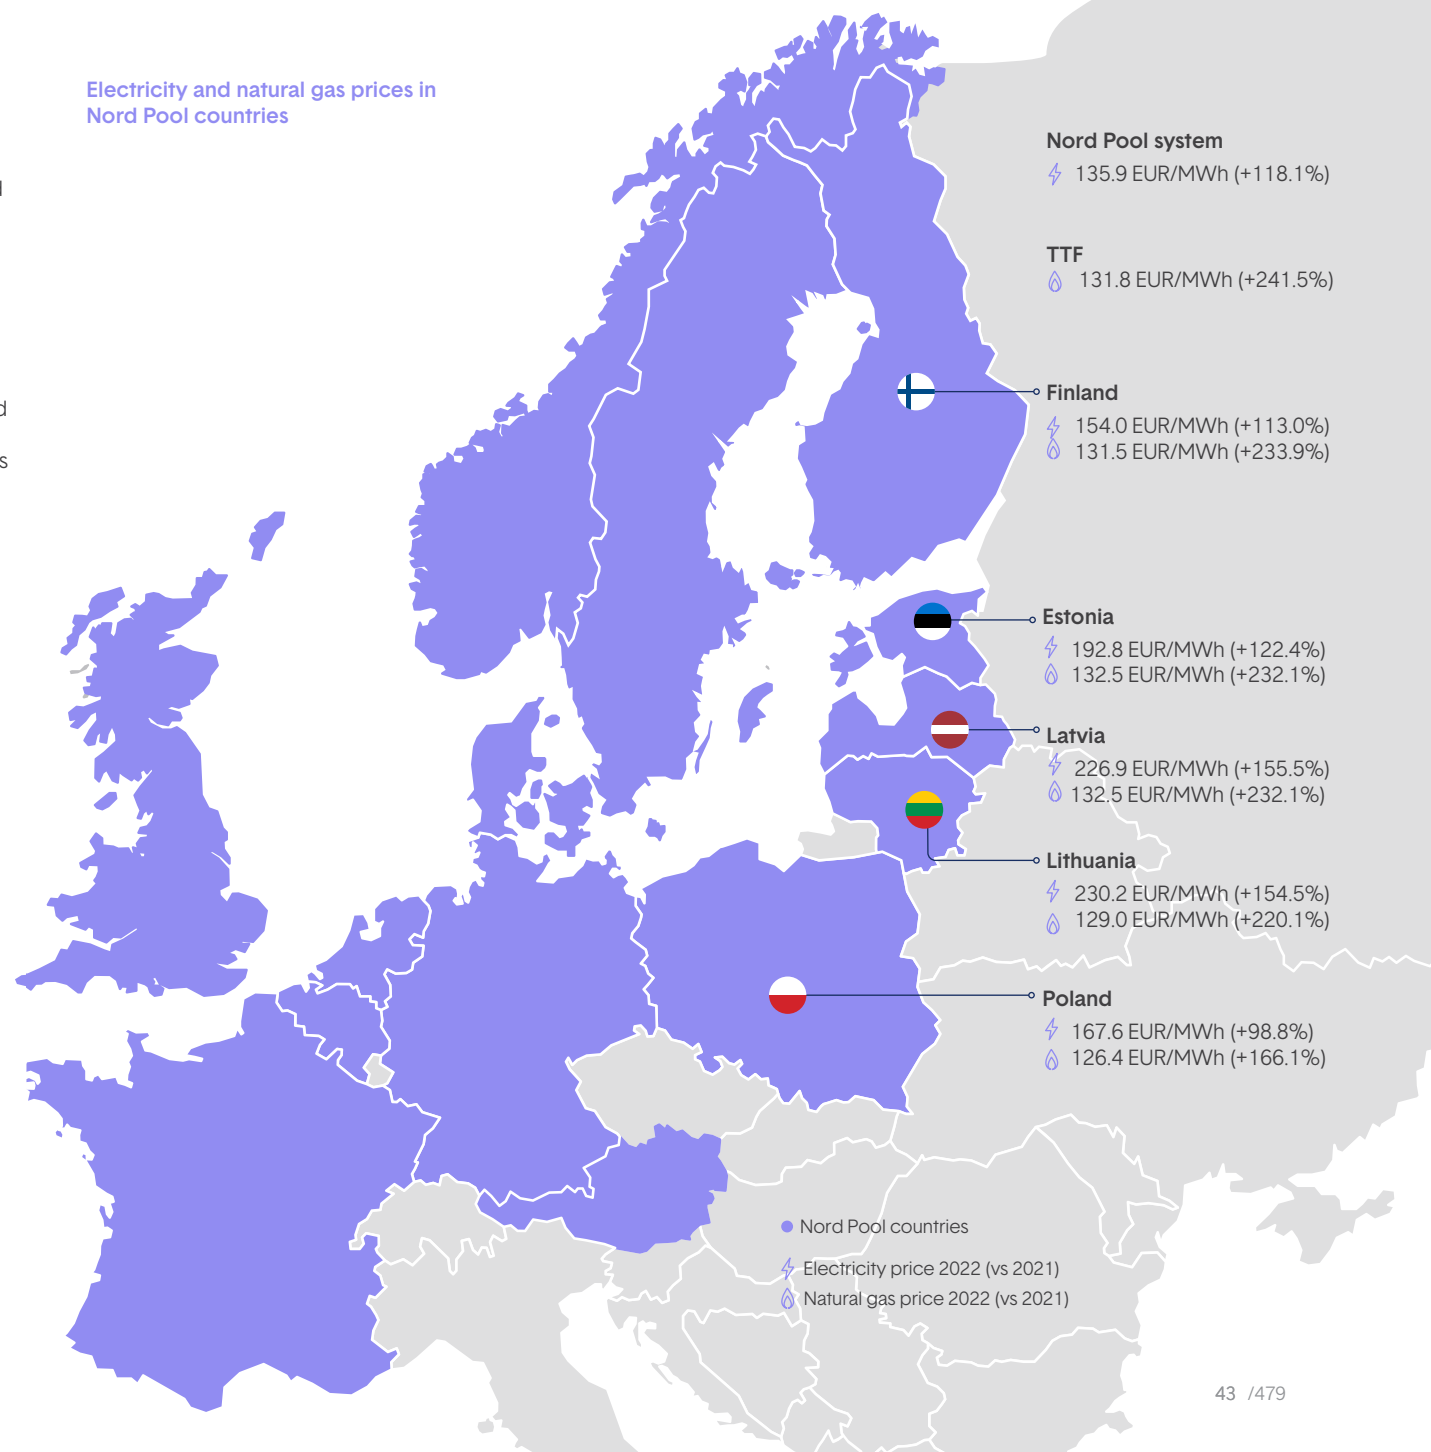 Electricity and natural gas prices in
Nord Pool countries
d
d
s
Nord Pool system
135.9 EUR/MWh (+118.1%)
TTF
131.8 EUR/MWh (+241.5%)
Finland
154.0 EUR/MWh (+113.0%)
131.5 EUR/MWh (+233.9%)
Estonia
192.8 EUR/MWh (+122.4%)
132.5 EUR/MWh (+232.1%)
Latvia
226.9 EUR/MWh (+155.5%)
132.5 EUR/MWh (+232.1%)
Lithuania
230.2 EUR/MWh (+154.5%)
129.0 EUR/MWh (+220.1%)
Poland
167.6 EUR/MWh (+98.8%)
126.4 EUR/MWh (+166.1%)
Nord Pool countries
Electricity price 2022 (vs 2021)
Natural gas price 2022 (vs 2021)
43 /479